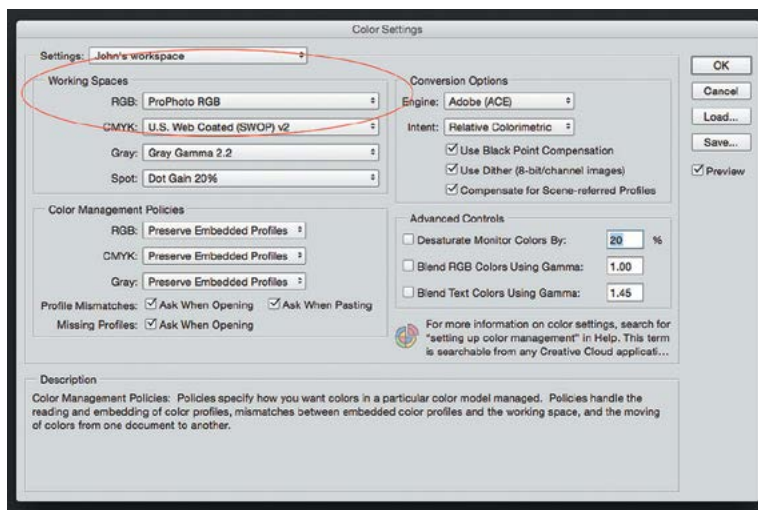 Color Settings
Settings: John's workspace
Working Spaces
RGB: ProPhoto RGB
CMYK: U.S. Web Coated (SWOP) v2
Gray: Gray Gamma 2.2
Spot: Dot Gain 20%
Color Management Policies
RGB: Preserve Embedded Profiles
CMYK: Preserve Embedded Profiles
Gray: Preserve Embedded Profiles
Profile Mismatches: Ask When Opening Ask When Pasting
Missing Profiles: Ask When Opening
Conversion Options
Engine: Adobe (ACE)
Intent: Relative Colorimetric
Use Black Point Compensation
Use Dither (8-bit/channel images)
Compensate for Scene-referred Profiles
Advanced Controls
Desaturate Monitor Colors By: 20 %
Blend RGB Colors Using Gamma: 1.00
Blend Text Colors Using Gamma: 1.45
For more information on color settings, search for
"setting up color management" in Help. This term
is searchable from any Creative Cloud applicati...
OK
Cancel
Load...
Save...
Preview
Description
Color Management Policies: Policies specify how you want colors in a particular color model managed. Policies handle the
reading and embedding of color profiles, mismatches between embedded color profiles and the working space, and the moving
of colors from one document to another.